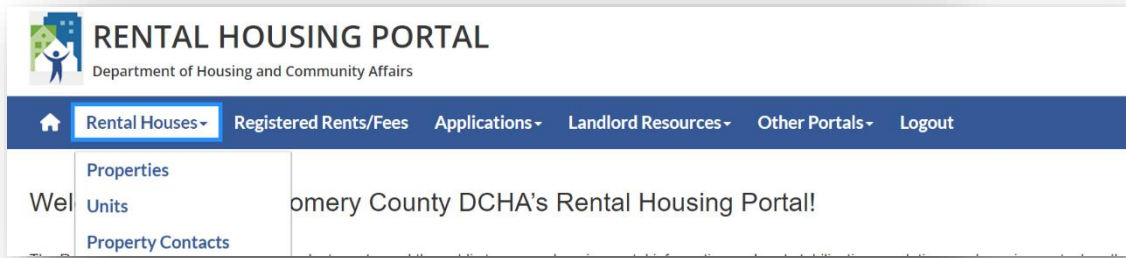 RENTAL HOUSING PORTAL
Department of Housing and Community Affairs
Rental Houses Registered Rents/Fees Applications Landlord Resources Other Portals Logout
Properties
Wel omery County DCHA's Rental Housing Portal!
Units
Property Contacts